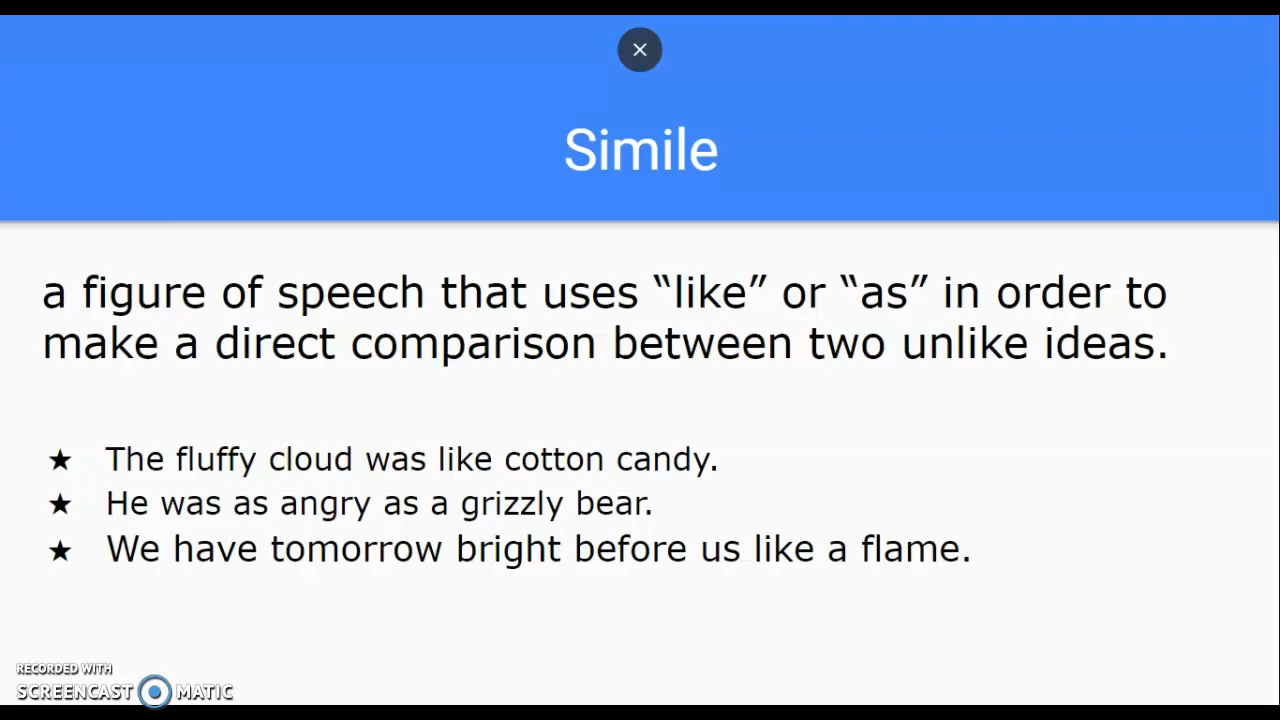 Simile
a figure of speech that uses “like” or “as” in order to
make a direct comparison between two unlike ideas.
★ The fluffy cloud was like cotton candy.
★ He was as angry as a grizzly bear.
★ We have tomorrow bright before us like a flame.
RECORDED WITH
SCREENCAST MATIC